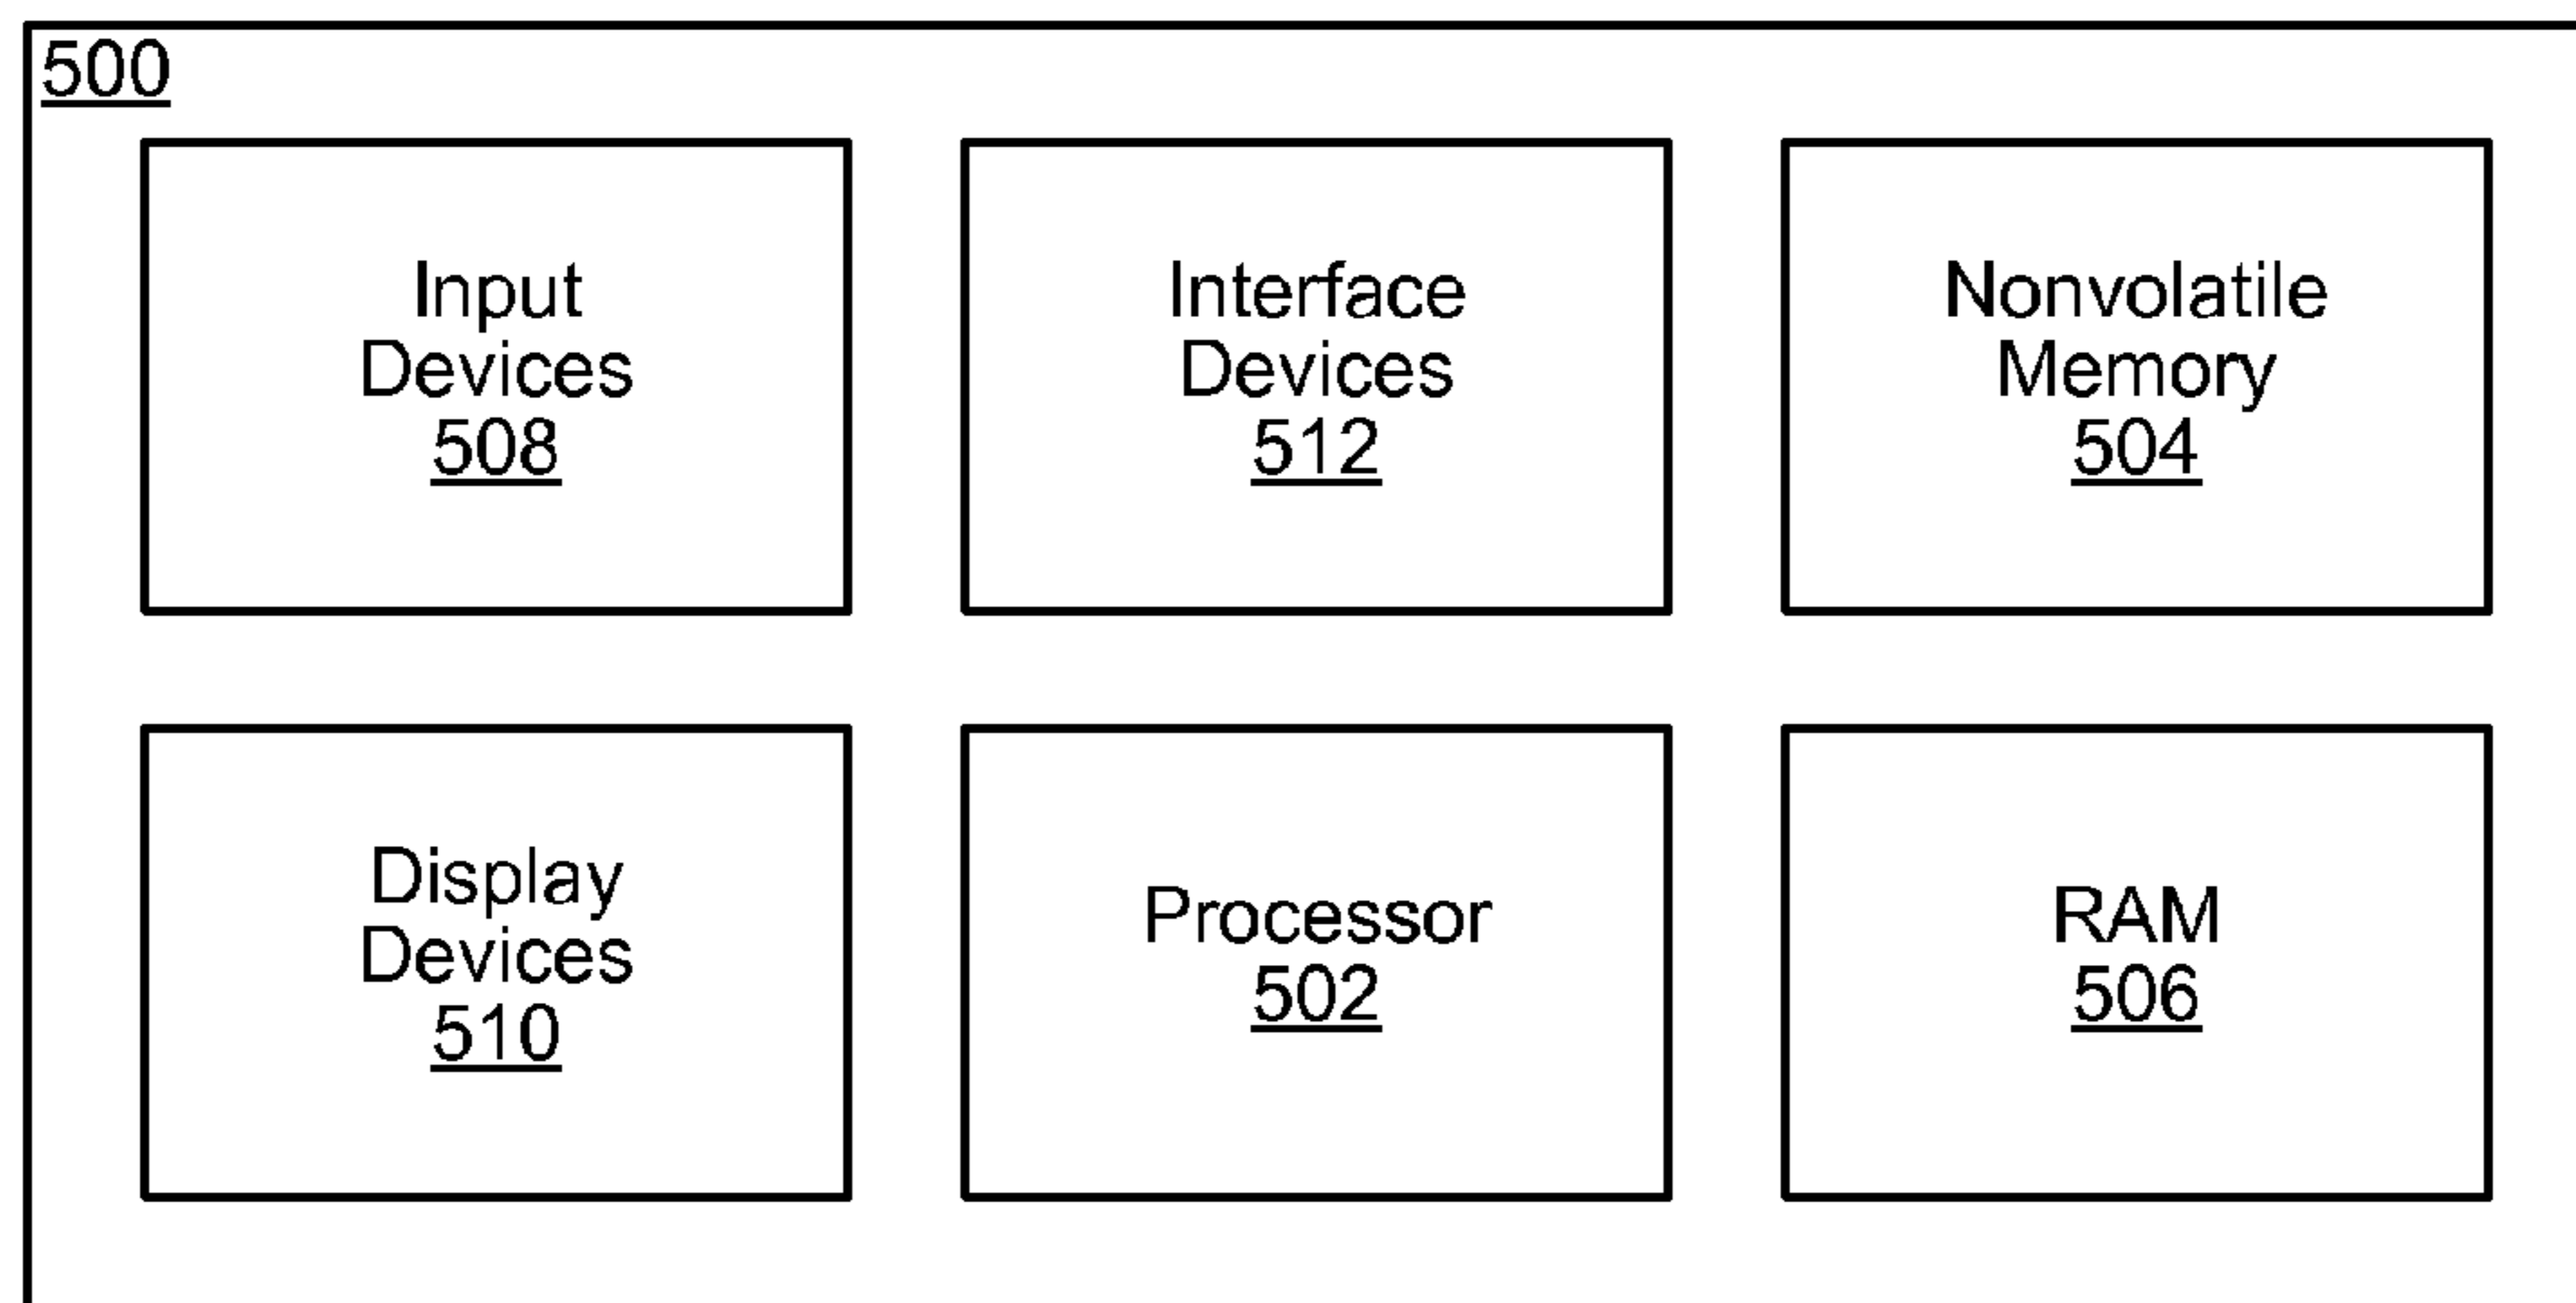 500
Input
Devices
508
Interface
Devices
512
Nonvolatile
Memory
504
Display
Devices
510
Processor
502
RAM
506